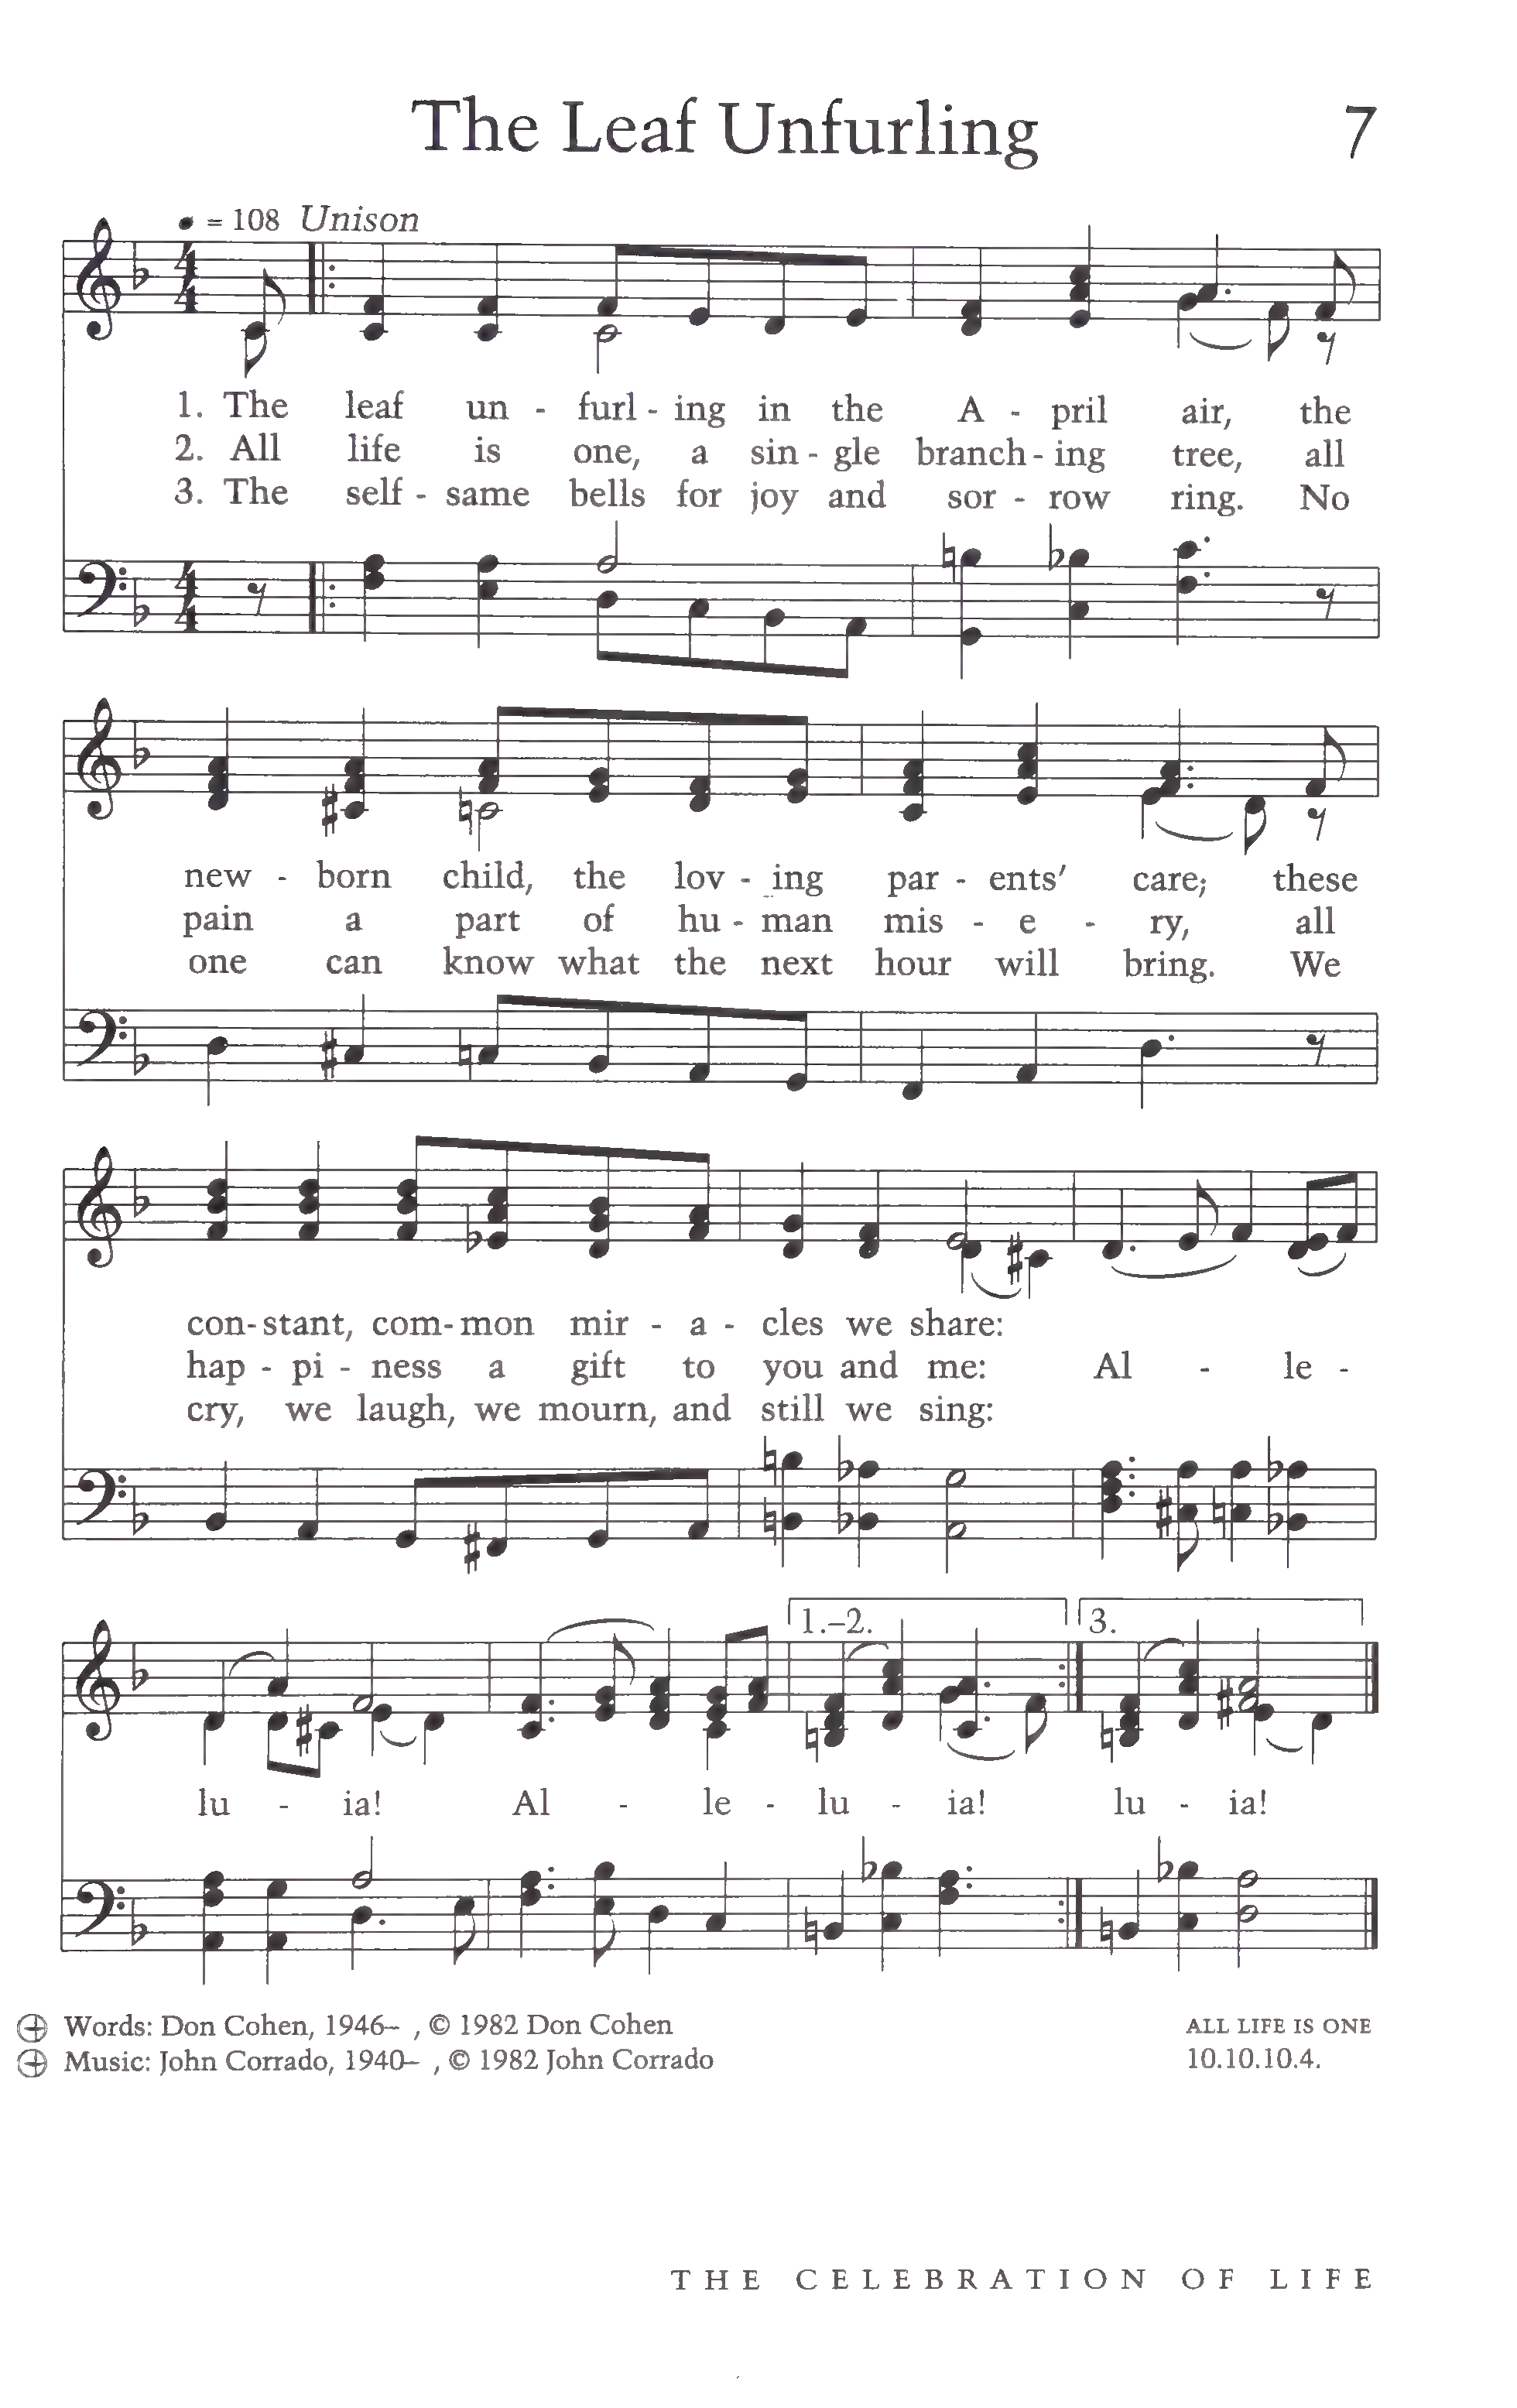 The Leaf Unfurling 7
= 108 Unison
1. The leaf un - furl - ing in the A - pril air, the
2. All life is one, a sin - gle branch - ing tree, all
3. The self - same bells for joy and sor - row ring. No
new - born child, the lov - ing par - ents' care; these
pain a part of hu - man mis - e - ry, all
one can know what the next hour will bring. We
con - stant, com - mon mir - a - cles we share:
hap - pi - ness a gift to you and me: Al - le -
cry, we laugh, we mourn, and still we sing:
1.–2. 3.
lu - ia! Al - le - lu - ia! lu - ia!
Words: Don Cohen, 1946– , © 1982 Don Cohen ALL LIFE IS ONE
Music: John Corrado, 1940– , © 1982 John Corrado 10.10.10.4.
THE CELEBRATION OF LIFE